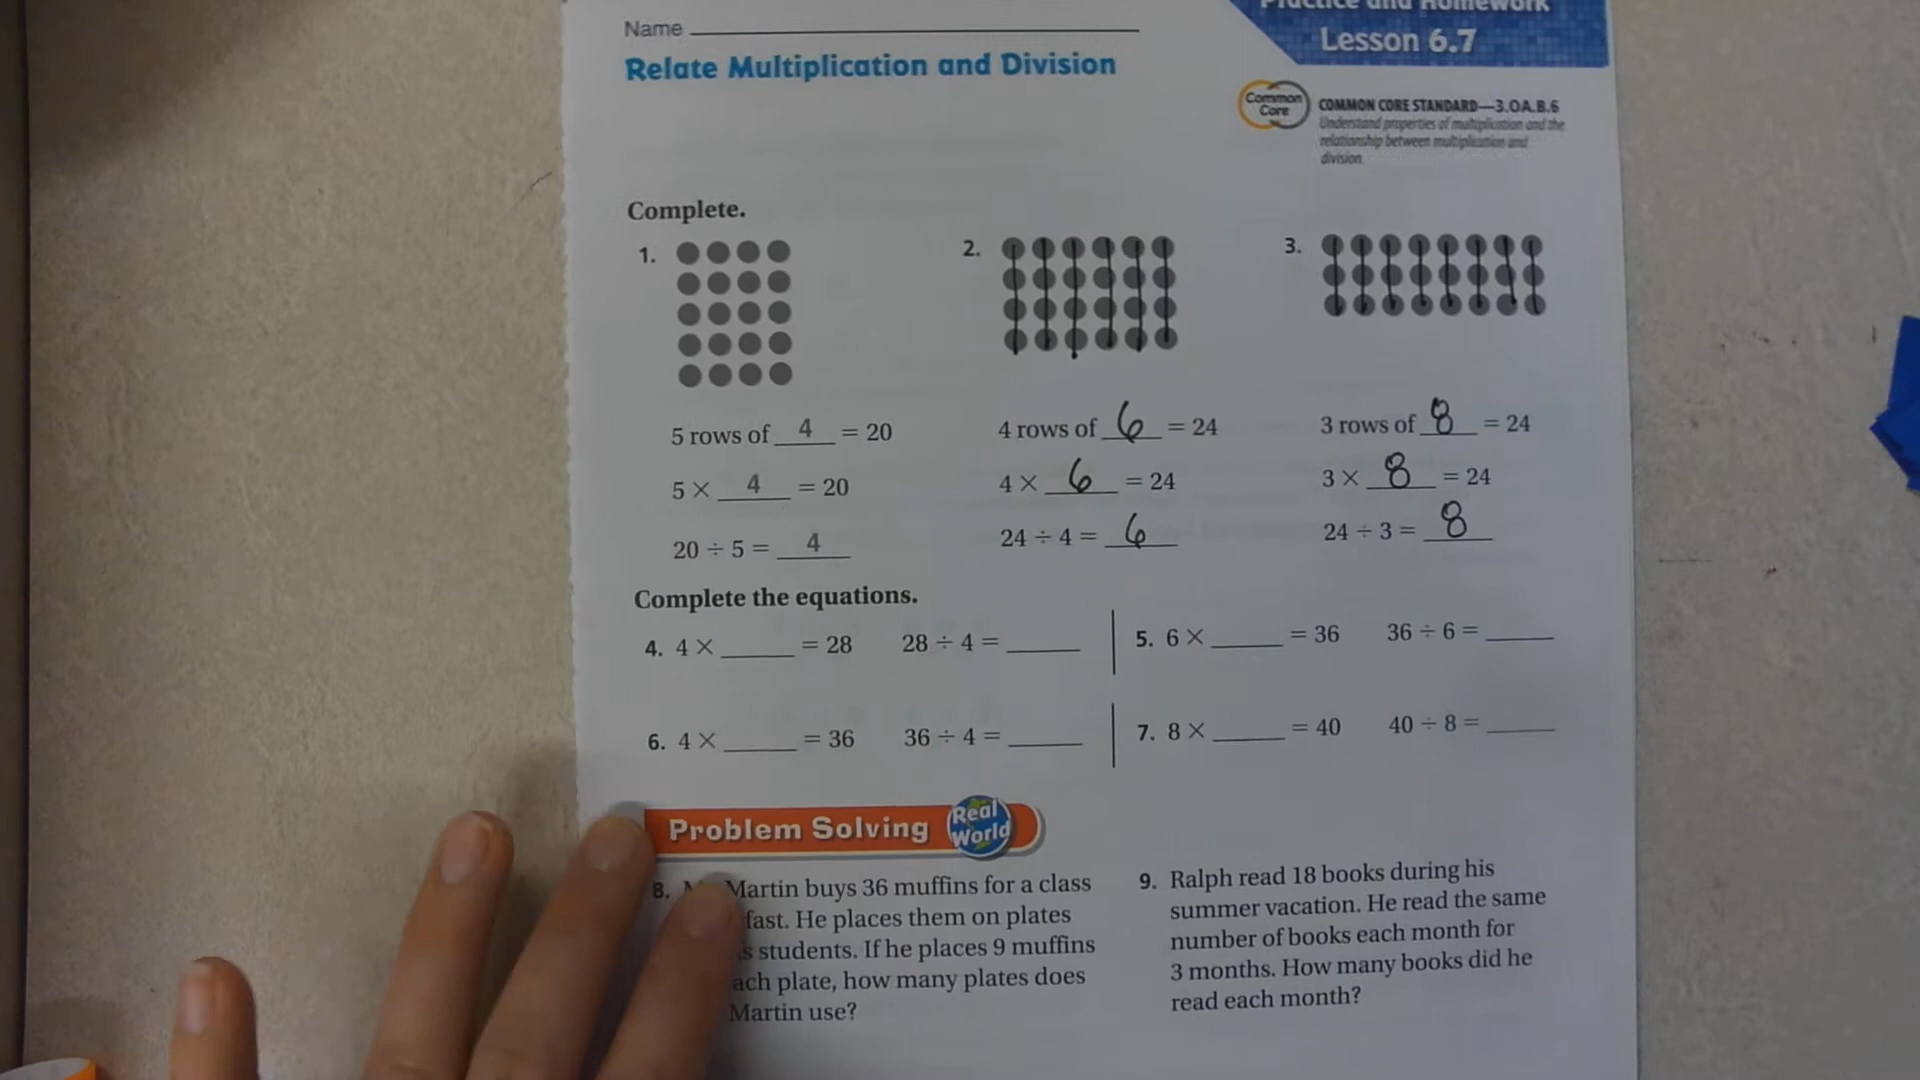 Practice and Homework
Lesson 6.7
Name
Relate Multiplication and Division
Common Core
COMMON CORE STANDARD—3.OA.B.6
Understand properties of multiplication and the
relationship between multiplication and
division.
Complete.
1.
2.
3.
5 rows of 4 = 20
4 rows of 6 = 24
3 rows of 8 = 24
5 × 4 = 20
4 × 6 = 24
3 × 8 = 24
20 ÷ 5 = 4
24 ÷ 4 = 6
24 ÷ 3 = 8
Complete the equations.
4. 4 × ____ = 28 28 ÷ 4 = ____
5. 6 × ____ = 36 36 ÷ 6 = ____
6. 4 × ____ = 36 36 ÷ 4 = ____
7. 8 × ____ = 40 40 ÷ 8 = ____
Problem Solving Real World
8. Martin buys 36 muffins for a class
fast. He places them on plates
s students. If he places 9 muffins
ach plate, how many plates does
Martin use?
9. Ralph read 18 books during his
summer vacation. He read the same
number of books each month for
3 months. How many books did he
read each month?